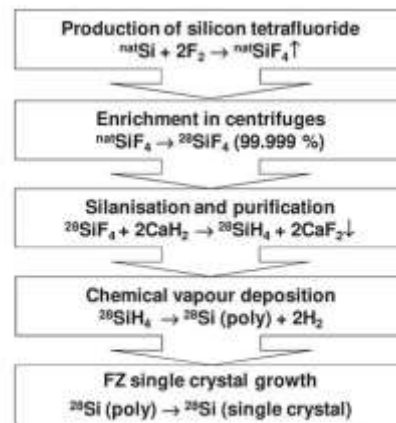 Production of silicon tetrafluoride
ⁿᵃᵗSi + 2F₂ → ⁿᵃᵗSiF₄↑
Enrichment in centrifuges
ⁿᵃᵗSiF₄ → ²⁸SiF₄ (99.999 %)
Silanisation and purification
²⁸SiF₄ + 2CaH₂ → ²⁸SiH₄ + 2CaF₂↓
Chemical vapour deposition
²⁸SiH₄ → ²⁸Si (poly) + 2H₂
FZ single crystal growth
²⁸Si (poly) → ²⁸Si (single crystal)